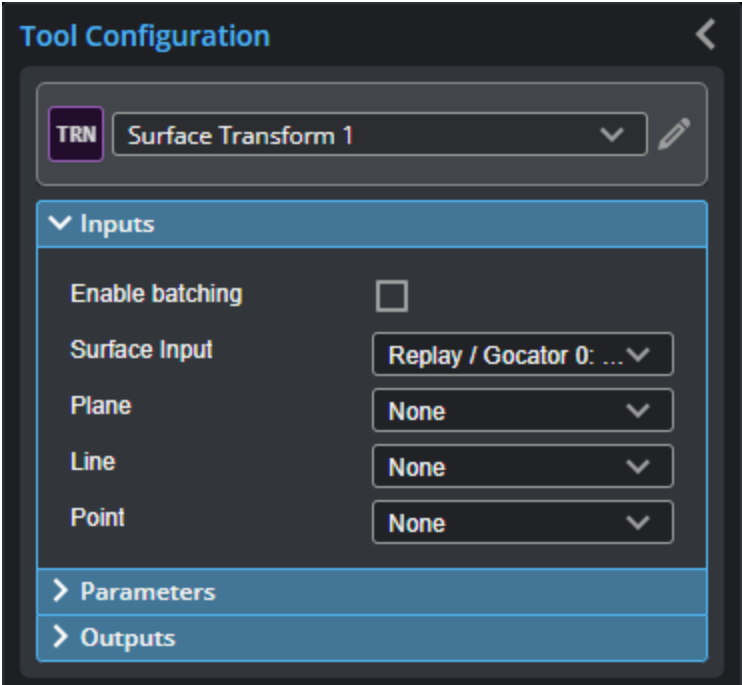 Tool Configuration
TRN Surface Transform 1
Inputs
Enable batching
Surface Input Replay / Gocator 0: ...
Plane None
Line None
Point None
Parameters
Outputs